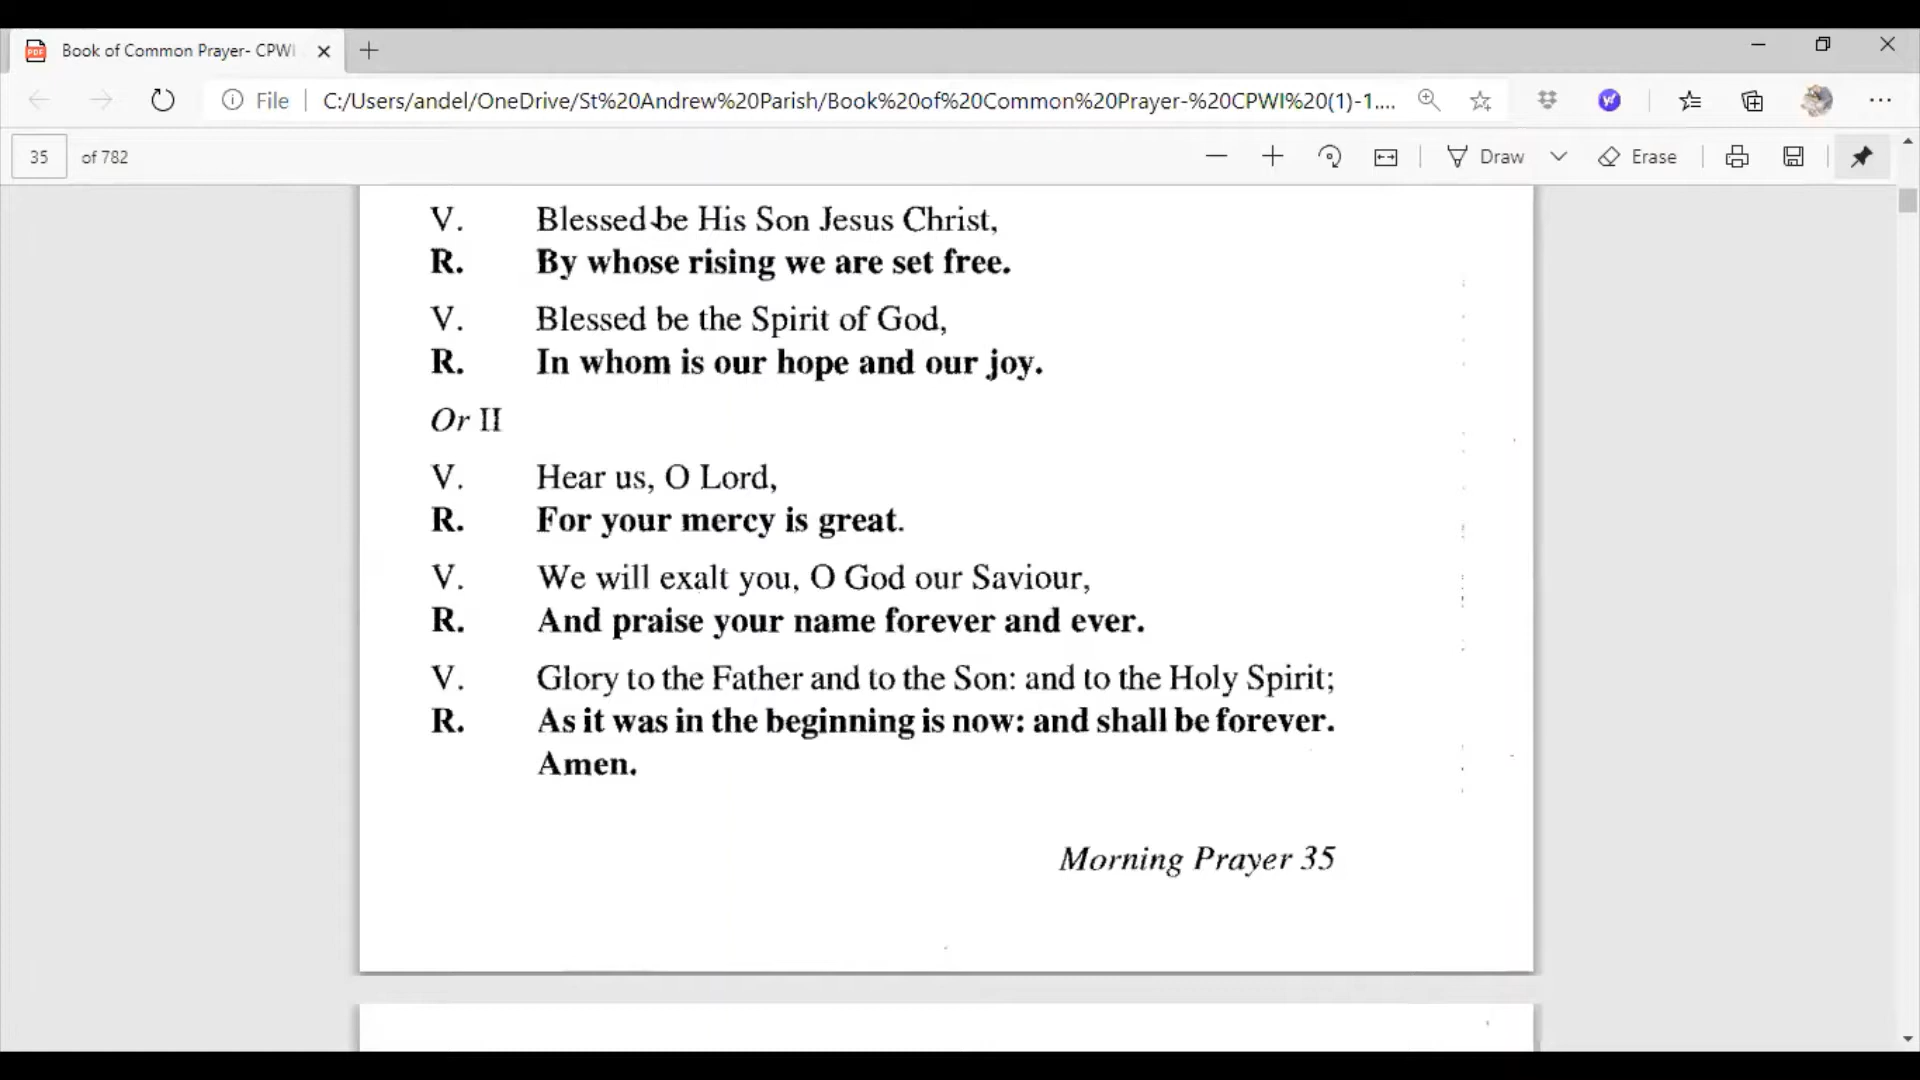 Book of Common Prayer- CPWI
File C:/Users/andel/OneDrive/St%20Andrew%20Parish/Book%20of%20Common%20Prayer-%20CPWI%20(1)-1....
35 of 782 Draw Erase
V. Blessed be His Son Jesus Christ,
R. By whose rising we are set free.
V. Blessed be the Spirit of God,
R. In whom is our hope and our joy.
Or II
V. Hear us, O Lord,
R. For your mercy is great.
V. We will exalt you, O God our Saviour,
R. And praise your name forever and ever.
V. Glory to the Father and to the Son: and to the Holy Spirit;
R. As it was in the beginning is now: and shall be forever.
Amen.
Morning Prayer 35